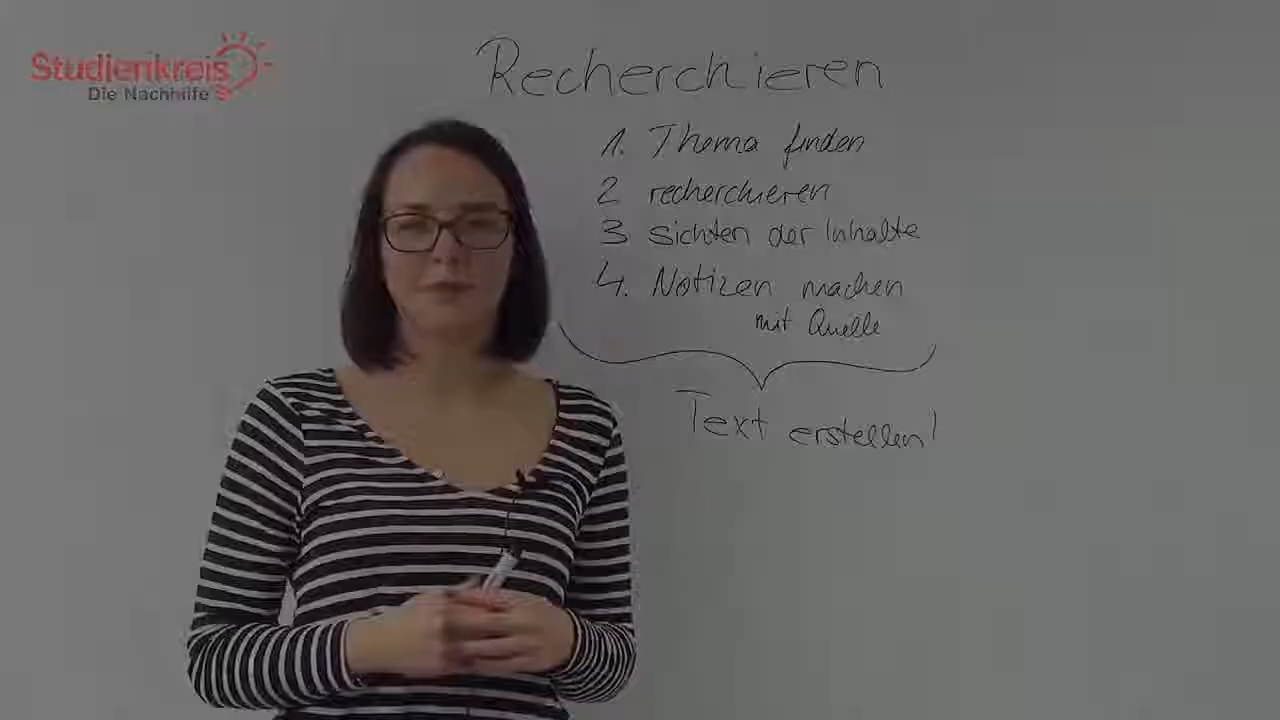 Studienkreis
Die Nachhilfe
Recherchieren
1. Thema finden
2 recherchieren
3 sichten der Inhalte
4. Notizen machen
mit Quelle
Text erstellen!